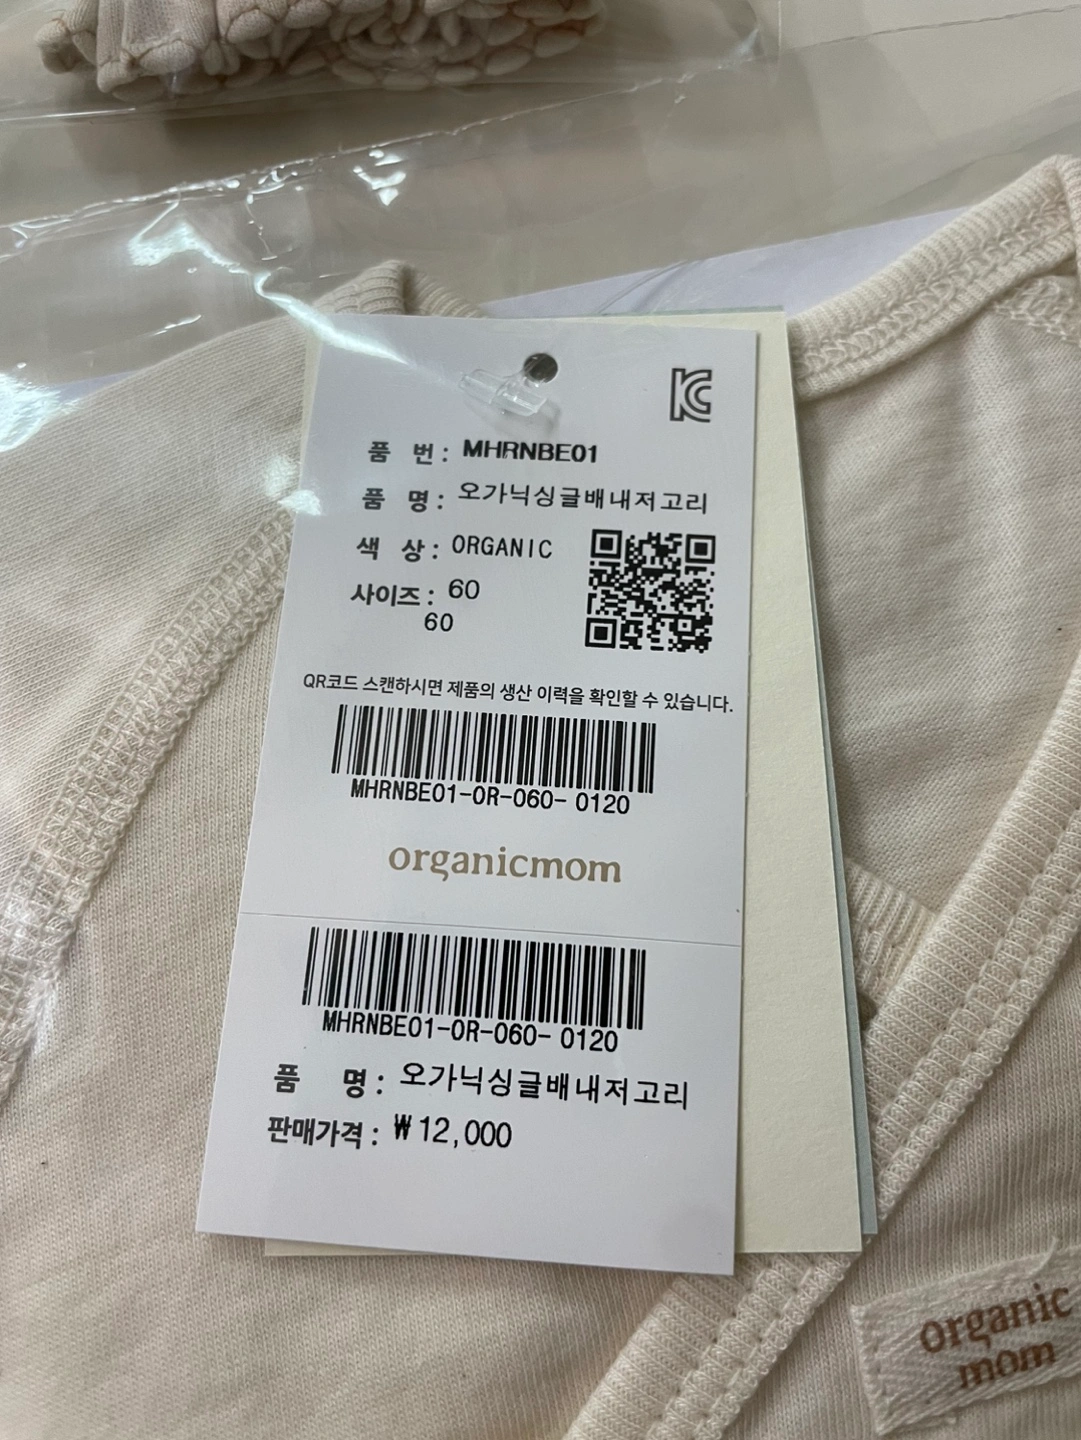 KC
품 번 : MHRNBE01
품 명 : 오가닉싱글배내저고리
색 상 : ORGANIC
사이즈 : 60
60
QR코드 스캔하시면 제품의 생산 이력을 확인할 수 있습니다.
MHRNBE01-OR-060- 0120
organicmom
MHRNBE01-OR-060- 0120
품 명 : 오가닉싱글배내저고리
판매가격 : ₩12,000
organic
mom